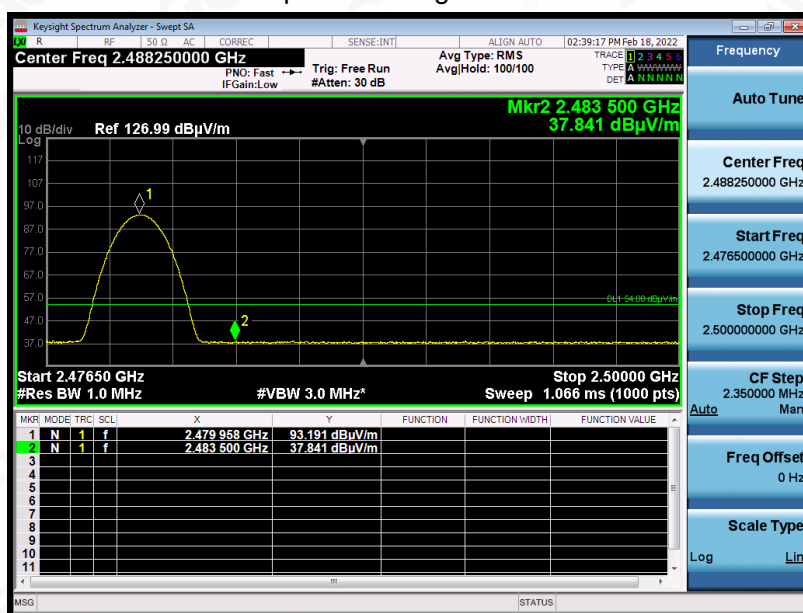 Keysight Spectrum Analyzer - Swept SA
LXI R RF 50 Ω AC CORREC SENSE:INT ALIGN AUTO 02:39:17 PM Feb 18, 2022
Center Freq 2.488250000 GHz
PNO: Fast
IFGain:Low
Trig: Free Run
#Atten: 30 dB
Avg Type: RMS
Avg|Hold: 100/100
TRACE 1 2 3 4 5 6
TYPE A WWWWW
DET A N N N N N
Mkr2 2.483 500 GHz
37.841 dBµV/m
10 dB/div Ref 126.99 dBµV/m
Log
117
107
97.0
87.0
77.0
67.0
57.0
47.0
37.0
1
2
DL1 54.00 dBµV/m
Start 2.47650 GHz Stop 2.50000 GHz
#Res BW 1.0 MHz #VBW 3.0 MHz* Sweep 1.066 ms (1000 pts)
MKR MODE TRC SCL X Y FUNCTION FUNCTION WIDTH FUNCTION VALUE
1 N 1 f 2.479 958 GHz 93.191 dBµV/m
2 N 1 f 2.483 500 GHz 37.841 dBµV/m
3
4
5
6
7
8
9
10
11
MSG STATUS
Frequency
Auto Tune
Center Freq
2.488250000 GHz
Start Freq
2.476500000 GHz
Stop Freq
2.500000000 GHz
CF Step
2.350000 MHz
Auto Man
Freq Offset
0 Hz
Scale Type
Log Lin